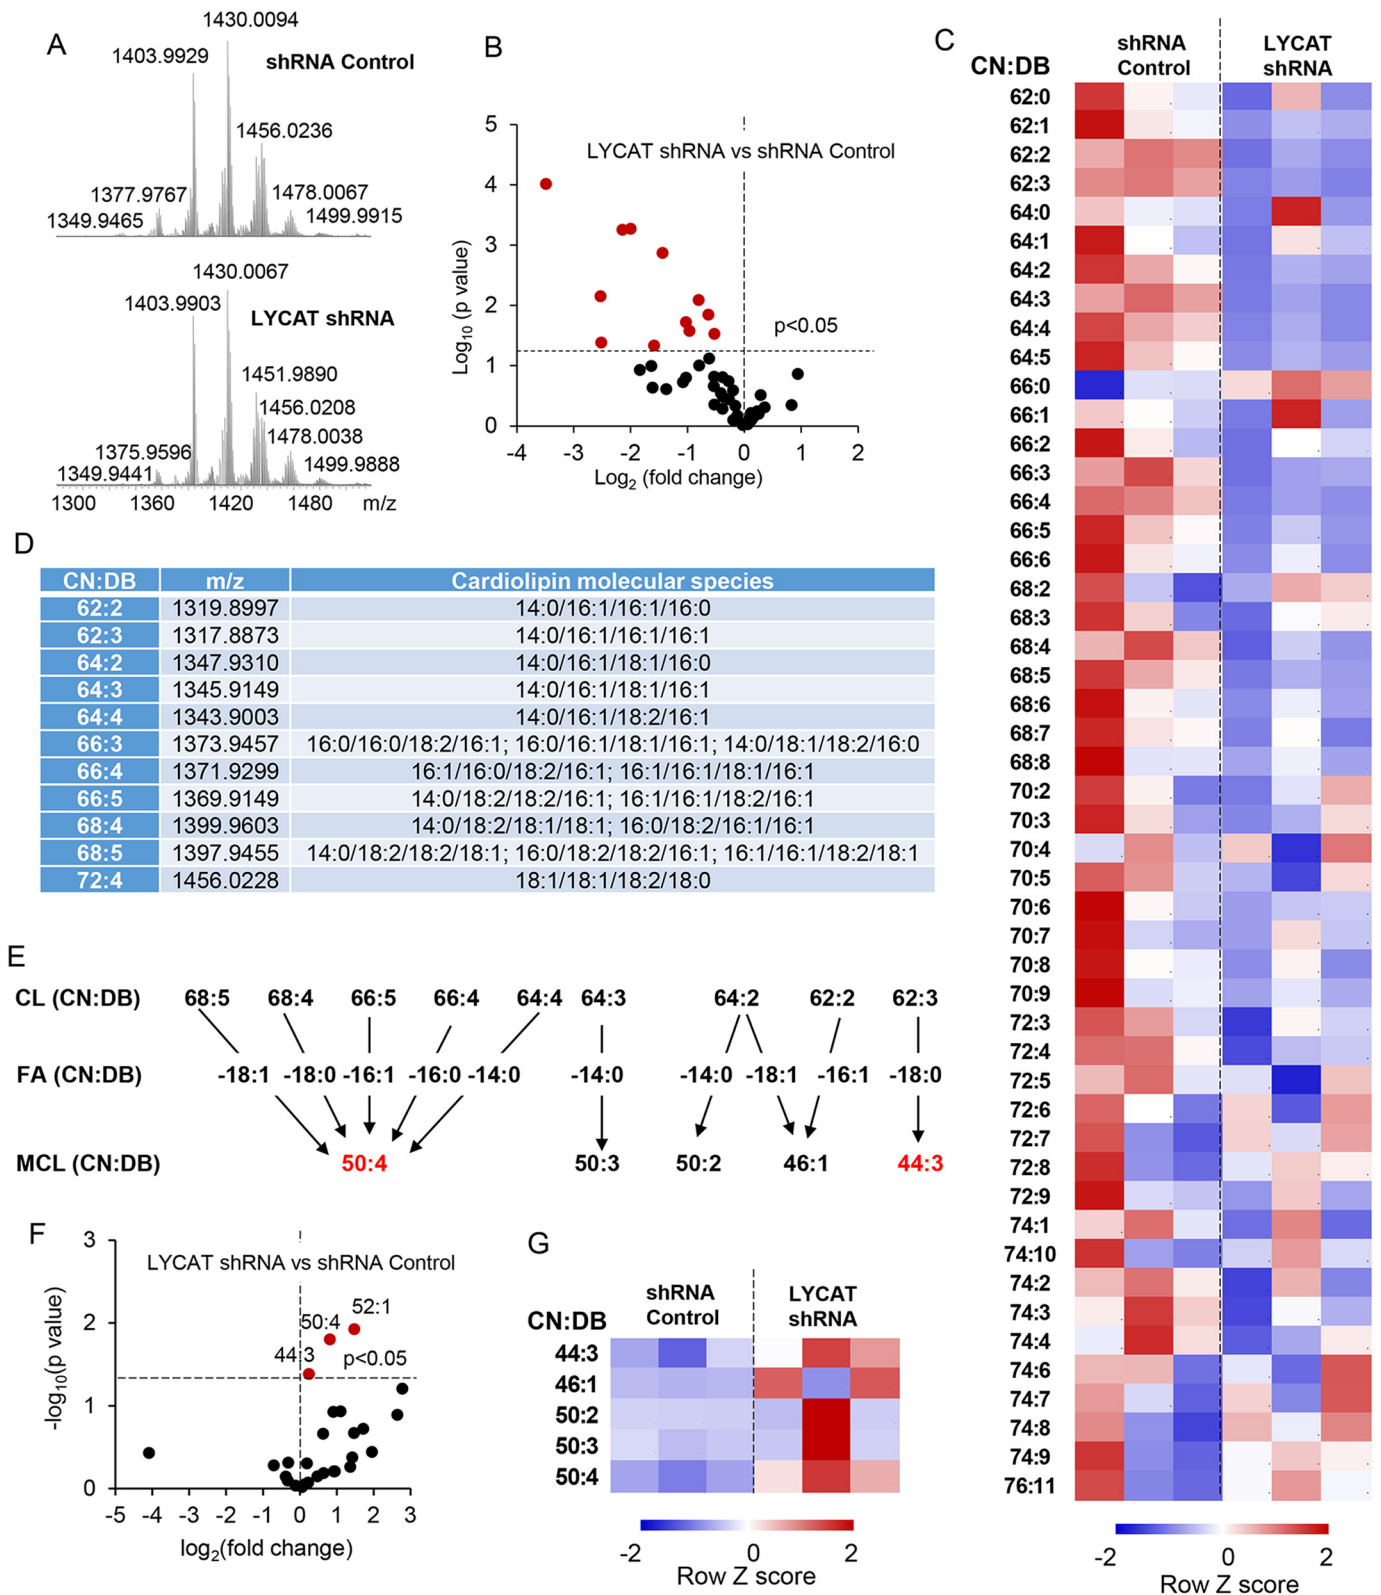 A
1430.0094
1403.9929
shRNA Control
1456.0236
1377.9767
1478.0067
1349.9465
1499.9915
1430.0067
1403.9903
LYCAT shRNA
1451.9890
1456.0208
1478.0038
1375.9596
1349.9441
1499.9888
1300 1360 1420 1480 m/z
B
LYCAT shRNA vs shRNA Control
p<0.05
5
4
3
2
1
0
Log10 (p value)
-4 -3 -2 -1 0 1 2
Log2 (fold change)
C
CN:DB
shRNA Control
LYCAT shRNA
62:0
62:1
62:2
62:3
64:0
64:1
64:2
64:3
64:4
64:5
66:0
66:1
66:2
66:3
66:4
66:5
66:6
68:2
68:3
68:4
68:5
68:6
68:7
68:8
70:2
70:3
70:4
70:5
70:6
70:7
70:8
70:9
72:3
72:4
72:5
72:6
72:7
72:8
72:9
74:1
74:10
74:2
74:3
74:4
74:6
74:7
74:8
74:9
76:11
-2 0 2
Row Z score
D
CN:DB m/z Cardiolipin molecular species
62:2 1319.8997 14:0/16:1/16:1/16:0
62:3 1317.8873 14:0/16:1/16:1/16:1
64:2 1347.9310 14:0/16:1/18:1/16:0
64:3 1345.9149 14:0/16:1/18:1/16:1
64:4 1343.9003 14:0/16:1/18:2/16:1
66:3 1373.9457 16:0/16:0/18:2/16:1; 16:0/16:1/18:1/16:1; 14:0/18:1/18:2/16:0
66:4 1371.9299 16:1/16:0/18:2/16:1; 16:1/16:1/18:1/16:1
66:5 1369.9149 14:0/18:2/18:2/16:1; 16:1/16:1/18:2/16:1
68:4 1399.9603 14:0/18:2/18:1/18:1; 16:0/18:2/16:1/16:1
68:5 1397.9455 14:0/18:2/18:2/18:1; 16:0/18:2/18:2/16:1; 16:1/16:1/18:2/18:1
72:4 1456.0228 18:1/18:1/18:2/18:0
E
CL (CN:DB) 68:5 68:4 66:5 66:4 64:4 64:3 64:2 62:2 62:3
FA (CN:DB) -18:1 -18:0 -16:1 -16:0 -14:0 -14:0 -14:0 -18:1 -16:1 -18:0
MCL (CN:DB) 50:4 50:3 50:2 46:1 44:3
F
LYCAT shRNA vs shRNA Control
52:1
50:4
44:3
p<0.05
3
2
1
0
-log10(p value)
-5 -4 -3 -2 -1 0 1 2 3
log2(fold change)
G
CN:DB
shRNA Control
LYCAT shRNA
44:3
46:1
50:2
50:3
50:4
-2 0 2
Row Z score